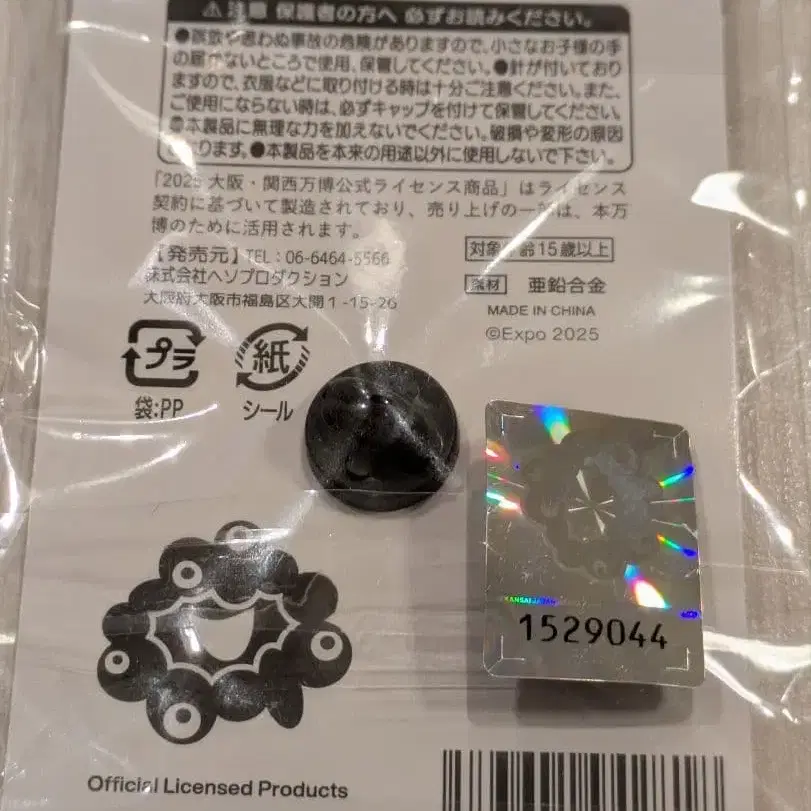 ⚠注意 保護者の方へ 必ずお読みください。
●誤飲や思わぬ事故の危険がありますので、小さなお子様の手
の届かないところで使用、保管してください。●針が付いており
ますので、衣服などに取り付ける時は十分ご注意ください。また、
ご使用にならない時は、必ずキャップを付けて保管してください。
●本製品に無理な力を加えないでください。破損や変形の原因
となります。●本製品を本来の用途以外に使用しないで下さい。
「2025 大阪・関西万博公式ライセンス商品」はライセンス
契約に基づいて製造されており、売り上げの一部は、本万
博のために活用されます。
【発売元】TEL：06-6464-5566
株式会社ヘソプロダクション
大阪府大阪市福島区大開1-15-26
対象年齢15歳以上
素材 亜鉛合金
MADE IN CHINA
©Expo 2025
プラ
袋:PP
紙
シール
1529044
Official Licensed Products